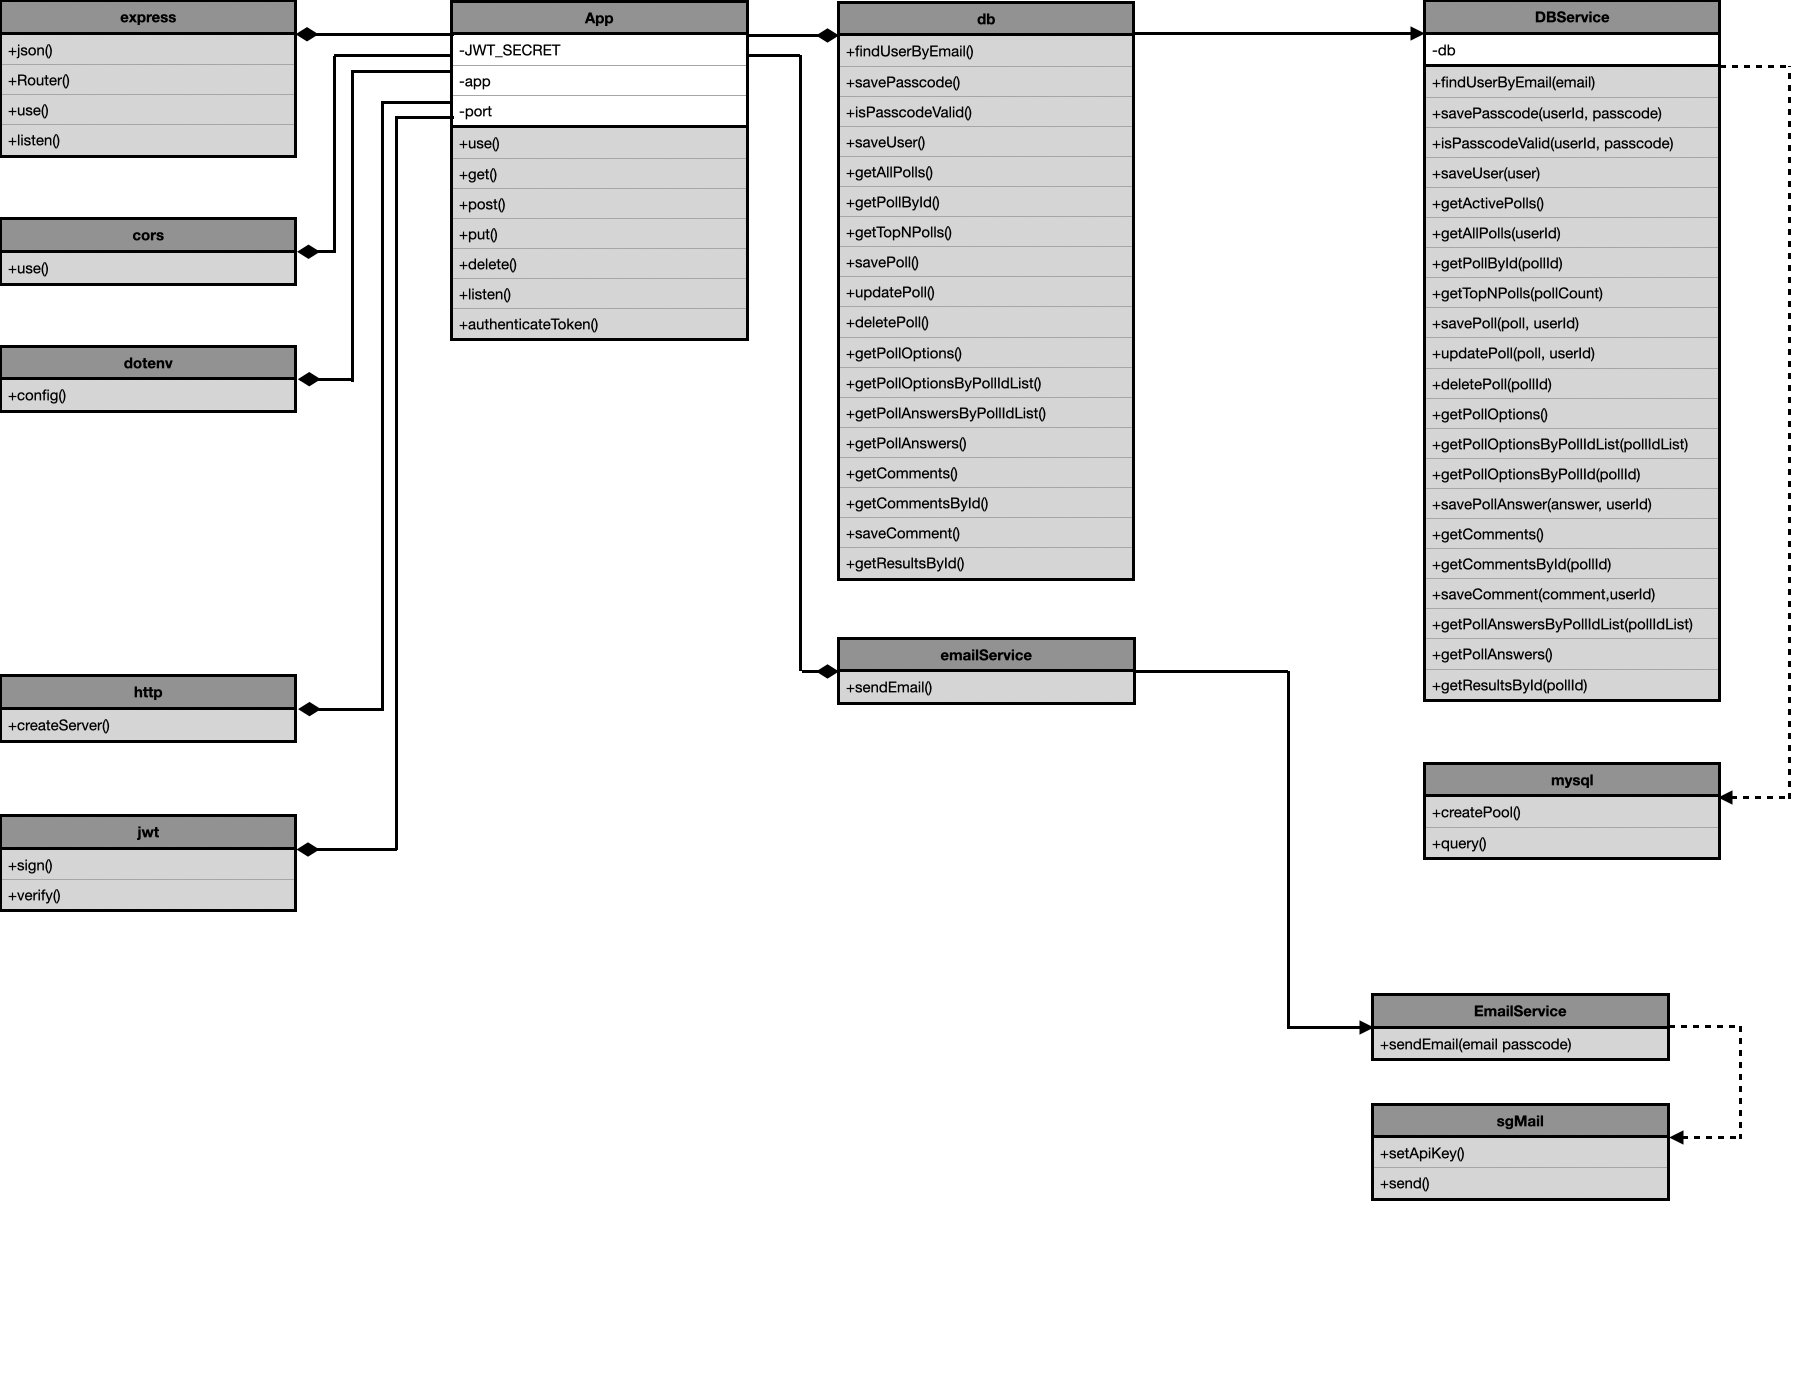 express
+json()
+Router()
+use()
+listen()
cors
+use()
dotenv
+config()
http
+createServer()
jwt
+sign()
+verify()
App
-JWT_SECRET
-app
-port
+use()
+get()
+post()
+put()
+delete()
+listen()
+authenticateToken()
db
+findUserByEmail()
+savePasscode()
+isPasscodeValid()
+saveUser()
+getAllPolls()
+getPollById()
+getTopNPolls()
+savePoll()
+updatePoll()
+deletePoll()
+getPollOptions()
+getPollOptionsByPollIdList()
+getPollAnswersByPollIdList()
+getPollAnswers()
+getComments()
+getCommentsById()
+saveComment()
+getResultsById()
emailService
+sendEmail()
DBService
-db
+findUserByEmail(email)
+savePasscode(userId, passcode)
+isPasscodeValid(userId, passcode)
+saveUser(user)
+getActivePolls()
+getAllPolls(userId)
+getPollById(pollId)
+getTopNPolls(pollCount)
+savePoll(poll, userId)
+updatePoll(poll, userId)
+deletePoll(pollId)
+getPollOptions()
+getPollOptionsByPollIdList(pollIdList)
+getPollOptionsByPollId(pollId)
+savePollAnswer(answer, userId)
+getComments()
+getCommentsById(pollId)
+saveComment(comment,userId)
+getPollAnswersByPollIdList(pollIdList)
+getPollAnswers()
+getResultsById(pollId)
mysql
+createPool()
+query()
EmailService
+sendEmail(email passcode)
sgMail
+setApiKey()
+send()